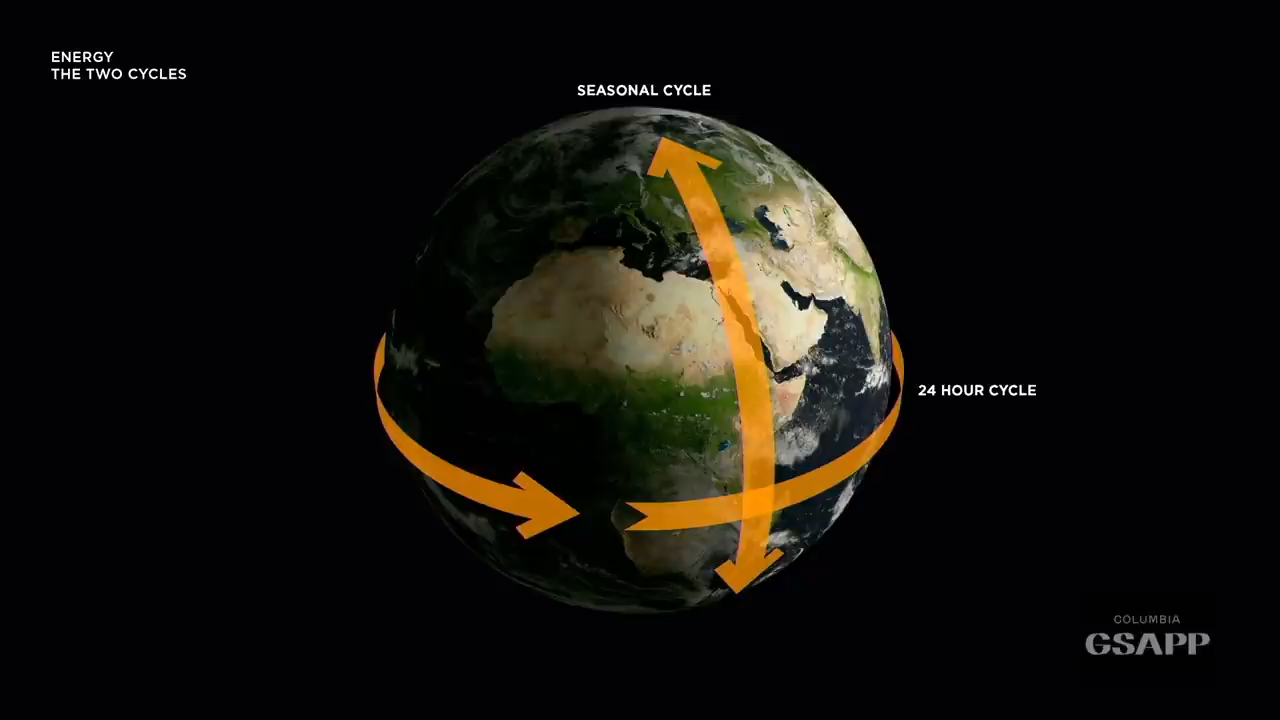 ENERGY
THE TWO CYCLES
SEASONAL CYCLE
24 HOUR CYCLE
COLUMBIA
GSAPP